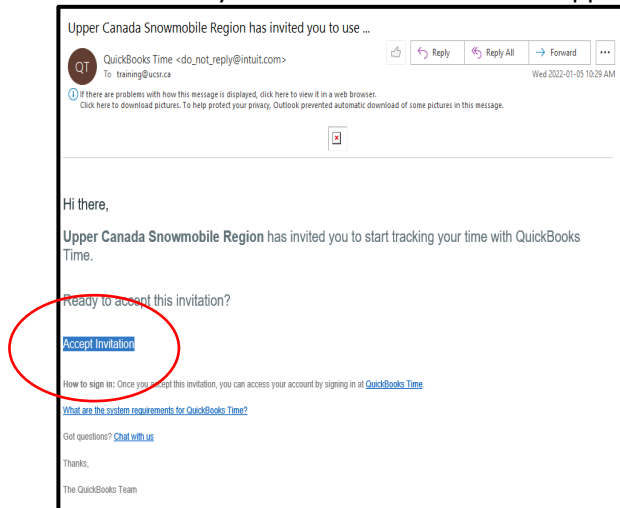 Upper Canada Snowmobile Region has invited you to use ...
QT
QuickBooks Time <do_not_reply@intuit.com>
To training@ucsr.ca
Reply
Reply All
Forward
...
Wed 2022-01-05 10:29 AM
If there are problems with how this message is displayed, click here to view it in a web browser.
Click here to download pictures. To help protect your privacy, Outlook prevented automatic download of some pictures in this message.
Hi there,
Upper Canada Snowmobile Region has invited you to start tracking your time with QuickBooks
Time.
Ready to accept this invitation?
Accept Invitation
How to sign in: Once you accept this invitation, you can access your account by signing in at QuickBooks Time.
What are the system requirements for QuickBooks Time?
Got questions? Chat with us
Thanks,
The QuickBooks Team